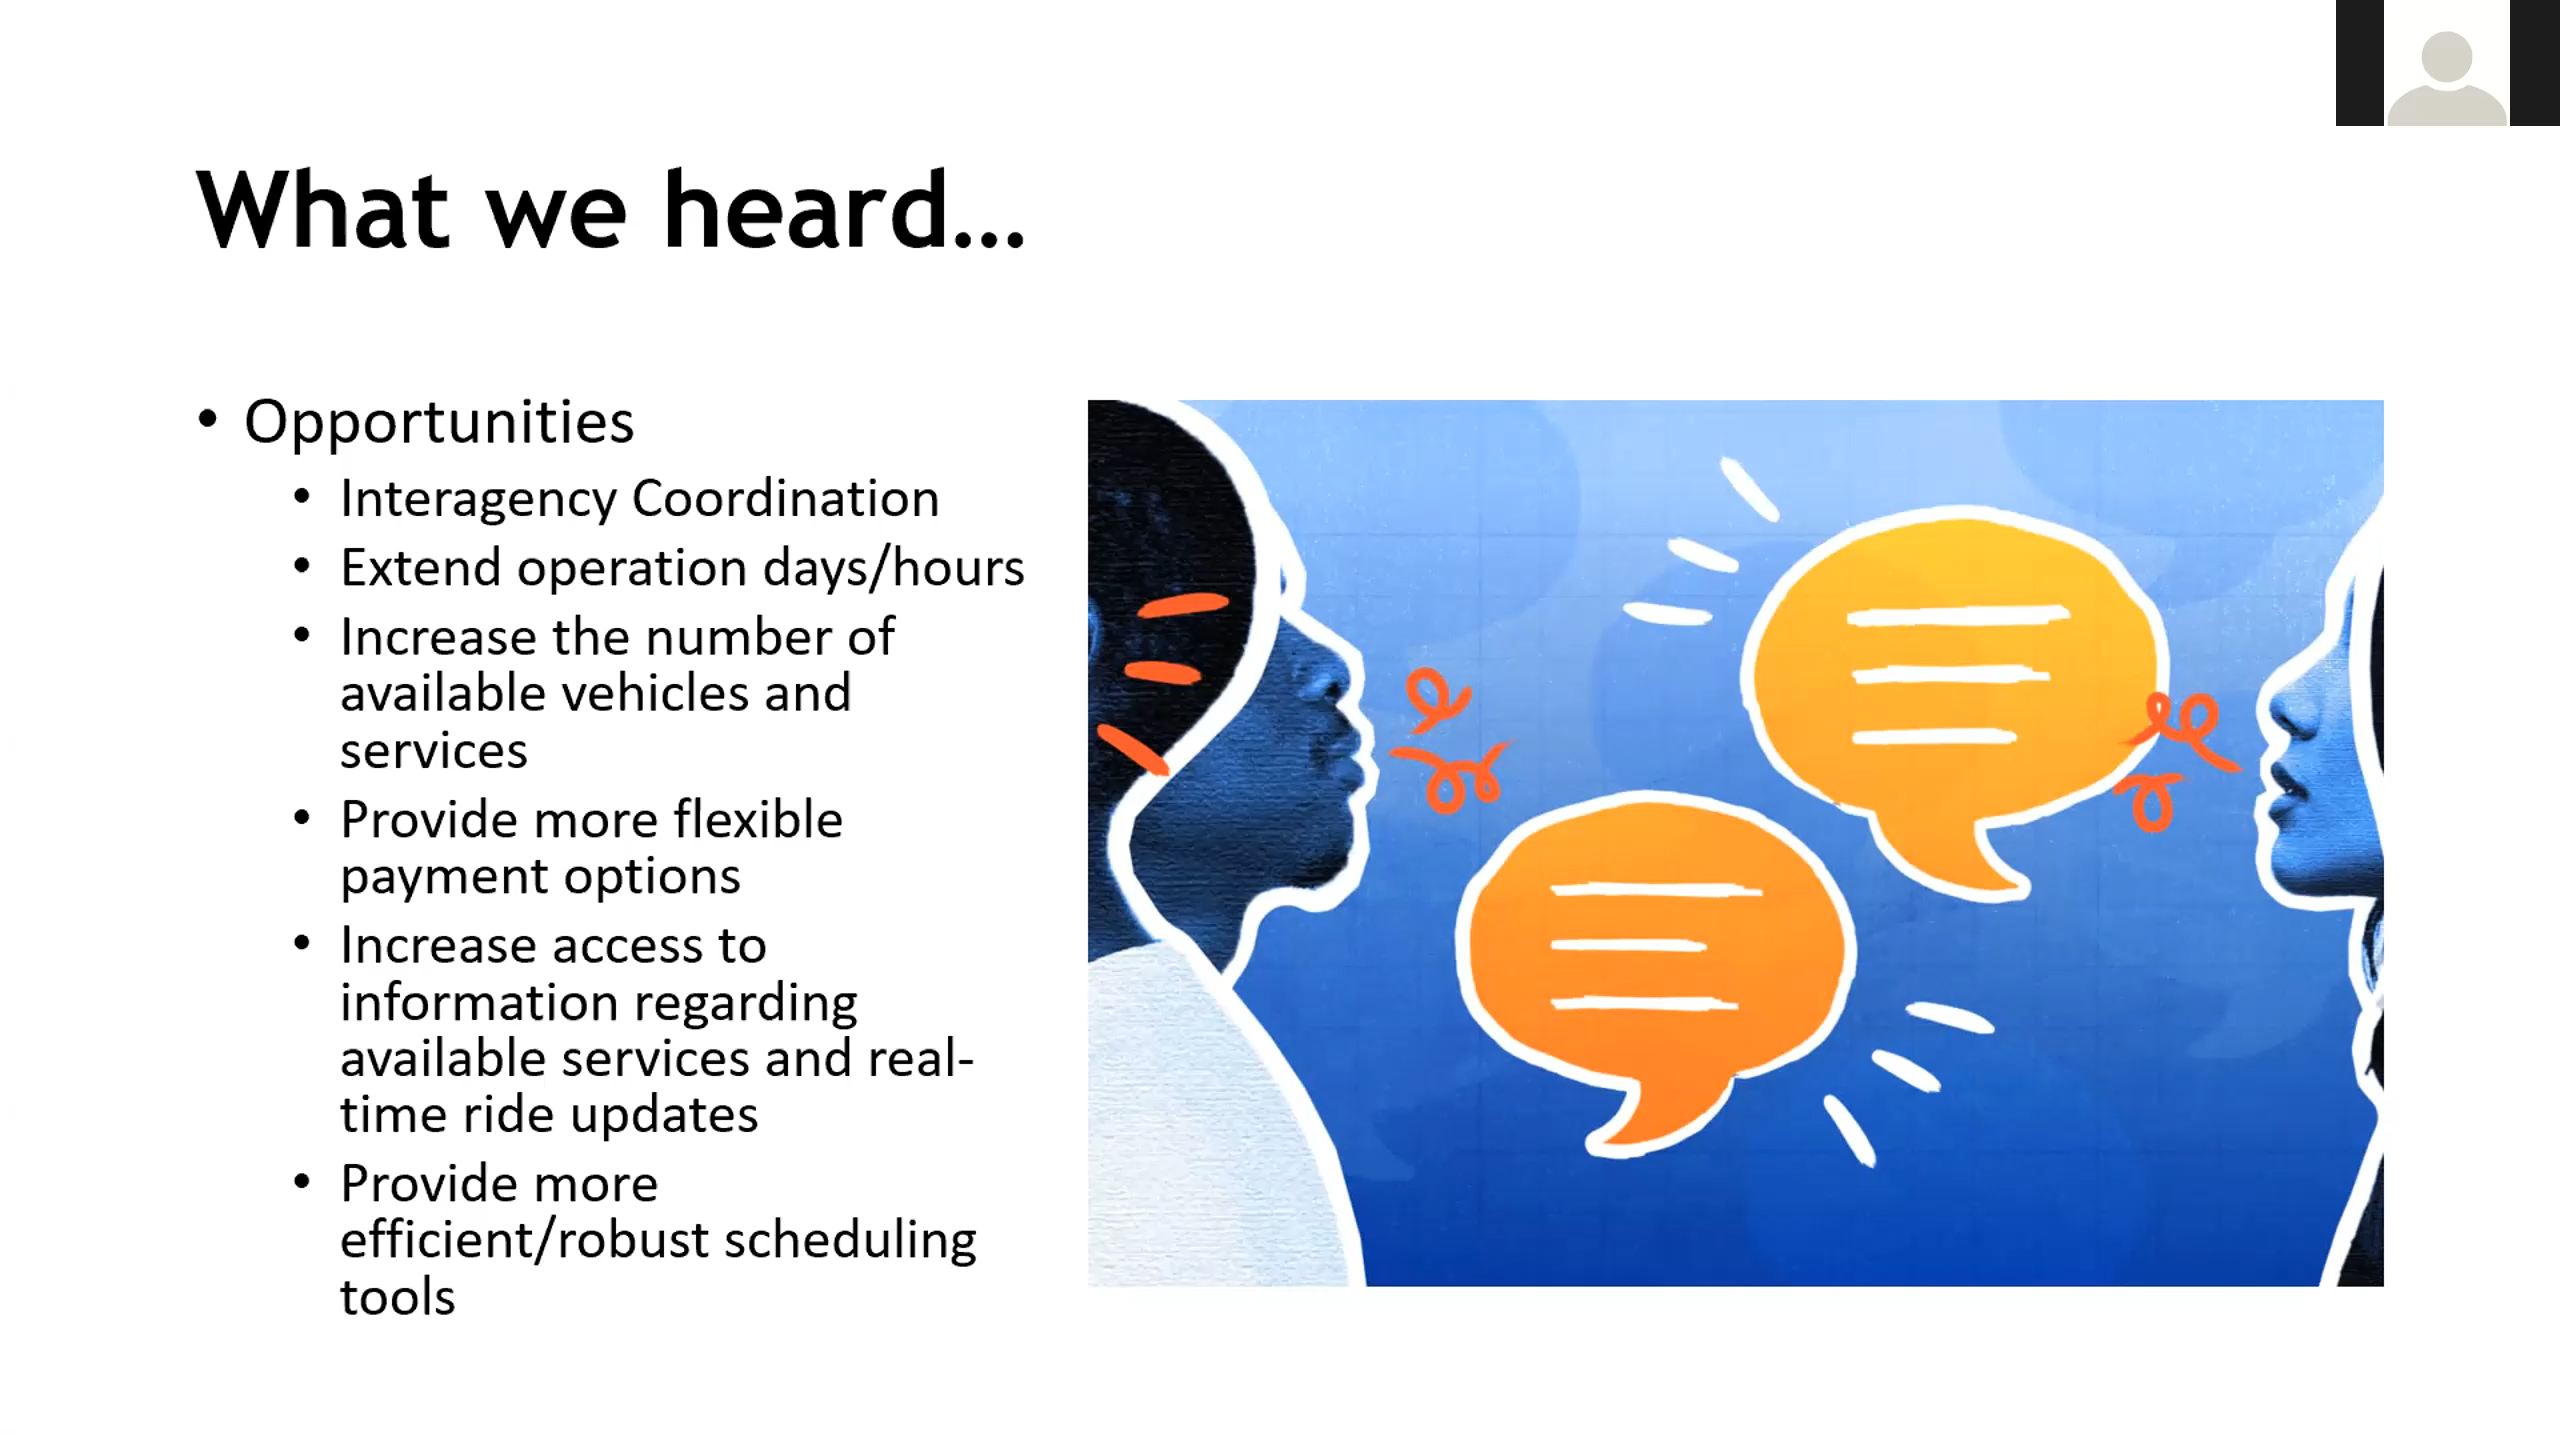 What we heard...
• Opportunities
• Interagency Coordination
• Extend operation days/hours
• Increase the number of
available vehicles and
services
• Provide more flexible
payment options
• Increase access to
information regarding
available services and real-
time ride updates
• Provide more
efficient/robust scheduling
tools